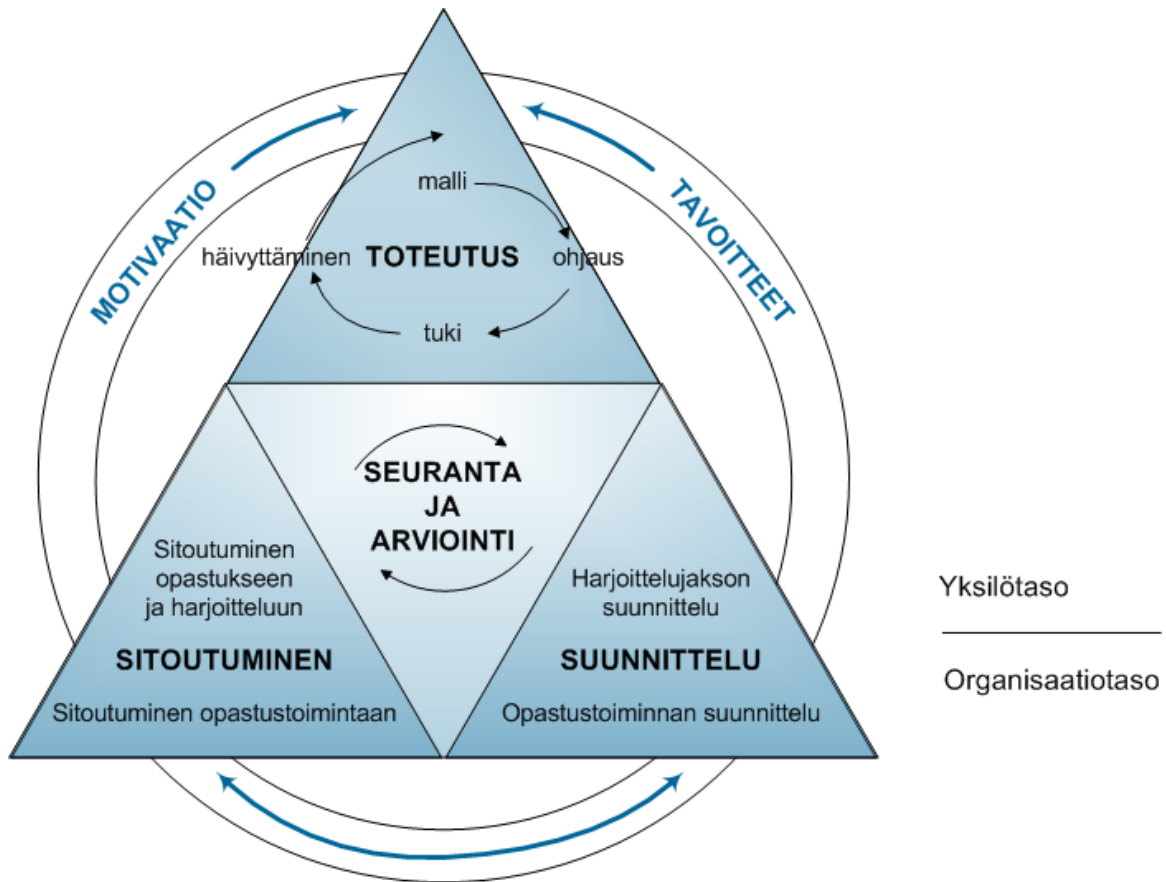 MOTIVAATIO
TAVOITTEET
malli
häivyttäminen
TOTEUTUS
ohjaus
tuki
SEURANTA
JA
ARVIOINTI
Sitoutuminen
opastukseen
ja harjoitteluun
SITOUTUMINEN
Sitoutuminen opastustoimintaan
Harjoittelujakson
suunnittelu
SUUNNITTELU
Opastustoiminnan suunnittelu
Yksilötaso
Organisaatiotaso